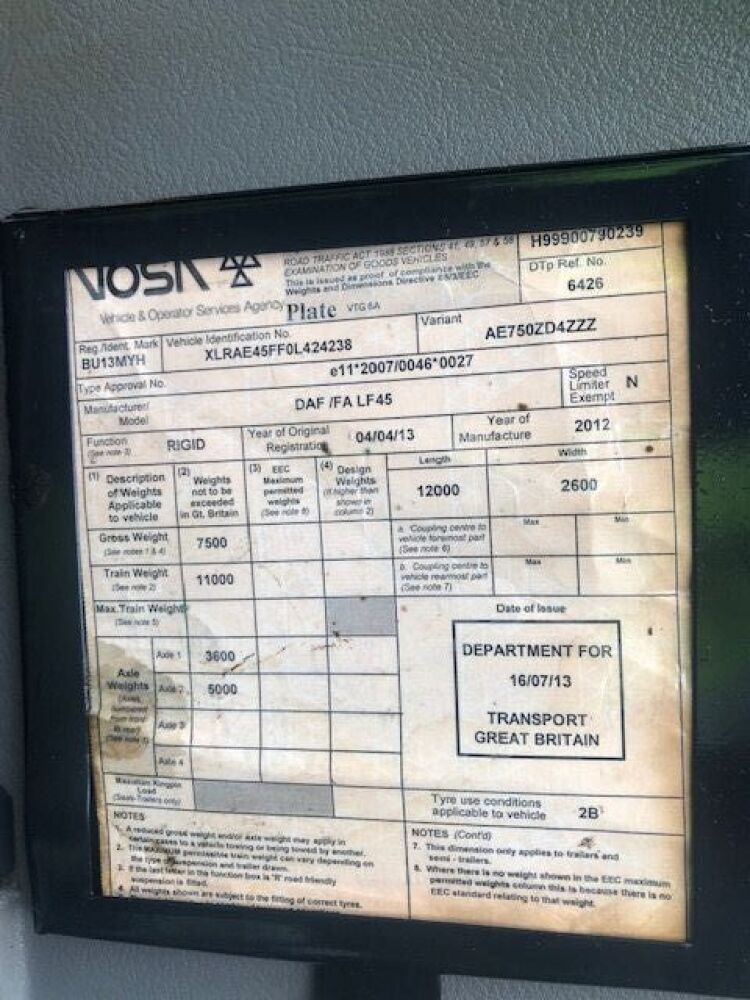 VOSA
Vehicle & Operator Services Agency
ROAD TRAFFIC ACT 1988 SECTIONS 41, 49, 57 & 58
EXAMINATION OF GOODS VEHICLES
This is issued as proof of compliance with the
Weights and Dimensions Directive
Plate VTG 6A
H99900790239
DTp Ref. No.
6426
Reg./Ident. Mark
BU13MYH
Vehicle Identification No.
XLRAE45FF0L424238
Variant
AE750ZD4ZZZ
Type Approval No.
e11*2007/0046*0027
Manufacturer/
Model
DAF /FA LF45
Speed
Limiter
Exempt
N
Function
(See note 3)
RIGID
Year of Original
Registration
04/04/13
Year of
Manufacture
2012
(1) Description
of Weights
Applicable
to vehicle
(2) Weights
not to be
exceeded
in Gt. Britain
(3) EEC
Maximum
permitted
weights
(See note 8)
(4) Design
Weights
(if higher than
shown in
column 2)
Length
12000
Width
2600
Gross Weight
(See notes 1 & 4)
7500
a Coupling centre to
vehicle foremost part
(See note 6)
Max
Min
Train Weight
(See note 2)
11000
b. Coupling centre to
vehicle rearmost part
(See note 7)
Max
Min
Max.Train Weight
(See note 5)
Axle
Weights
Axle 1
3600
Axle 2
5000
Axle 3
Axle 4
Date of Issue
DEPARTMENT FOR
16/07/13
TRANSPORT
GREAT BRITAIN
Maximum Kingpin
Load
(Semi-Trailers only)
Tyre use conditions
applicable to vehicle
2B
NOTES
1. A reduced gross weight and/or axle weight may apply in
certain cases to a vehicle towing or being towed by another.
2. The MAXIMUM permissible train weight can vary depending on
the type of suspension and trailer drawn.
3. If the last letter in the function box is 'R' road friendly
suspension is fitted.
4. All weights shown are subject to the fitting of correct tyres.
NOTES (Cont'd)
7. This dimension only applies to trailers and
semi - trailers.
8. Where there is no weight shown in the EEC maximum
permitted weights column this is because there is no
EEC standard relating to that weight.